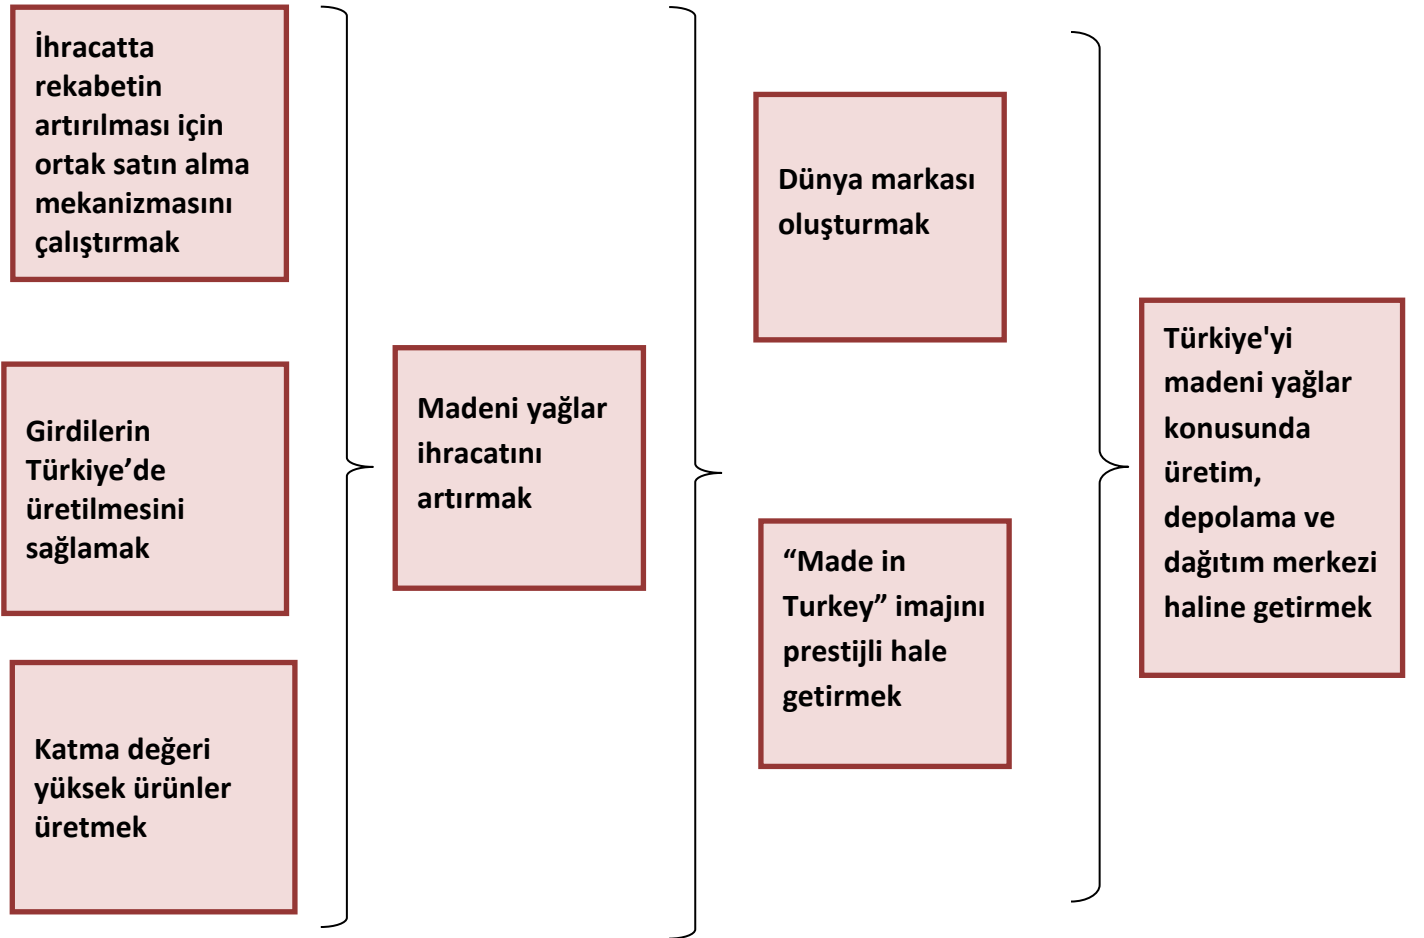 İhracatta
rekabetin
artırılması için
ortak satın alma
mekanizmasını
çalıştırmak
Girdilerin
Türkiye’de
üretilmesini
sağlamak
Katma değeri
yüksek ürünler
üretmek
Madeni yağlar
ihracatını
artırmak
Dünya markası
oluşturmak
“Made in
Turkey” imajını
prestijli hale
getirmek
Türkiye'yi
madeni yağlar
konusunda
üretim,
depolama ve
dağıtım merkezi
haline getirmek